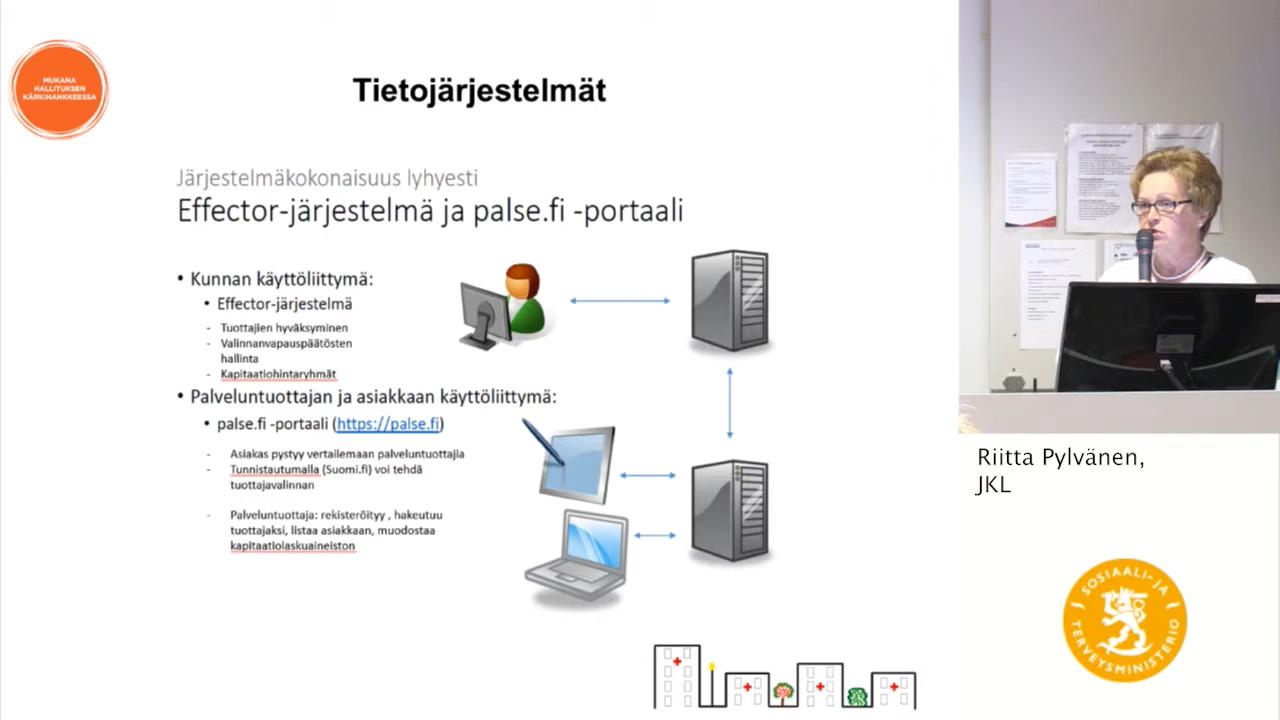 MUKANA
HALLITUKSEN
KÄRKIHANKKEESSA
Tietojärjestelmät
Järjestelmäkokonaisuus lyhyesti
Effector-järjestelmä ja palse.fi -portaali
• Kunnan käyttöliittymä:
• Effector-järjestelmä
- Tuottajien hyväksyminen
- Valinnanvapauspäätösten
hallinta
- Kapitaatiohintaryhmät
• Palveluntuottajan ja asiakkaan käyttöliittymä:
• palse.fi -portaali (https://palse.fi)
- Asiakas pystyy vertailemaan palveluntuottajia
- Tunnistautumalla (Suomi.fi) voi tehdä
tuottajavalinnan
- Palveluntuottaja: rekisteröityy , hakeutuu
tuottajaksi, listaa asiakkaan, muodostaa
kapitaatiolaskuaineiston
Riitta Pylvänen,
JKL
SOSIAALI- JA
TERVEYSMINISTERIÖ